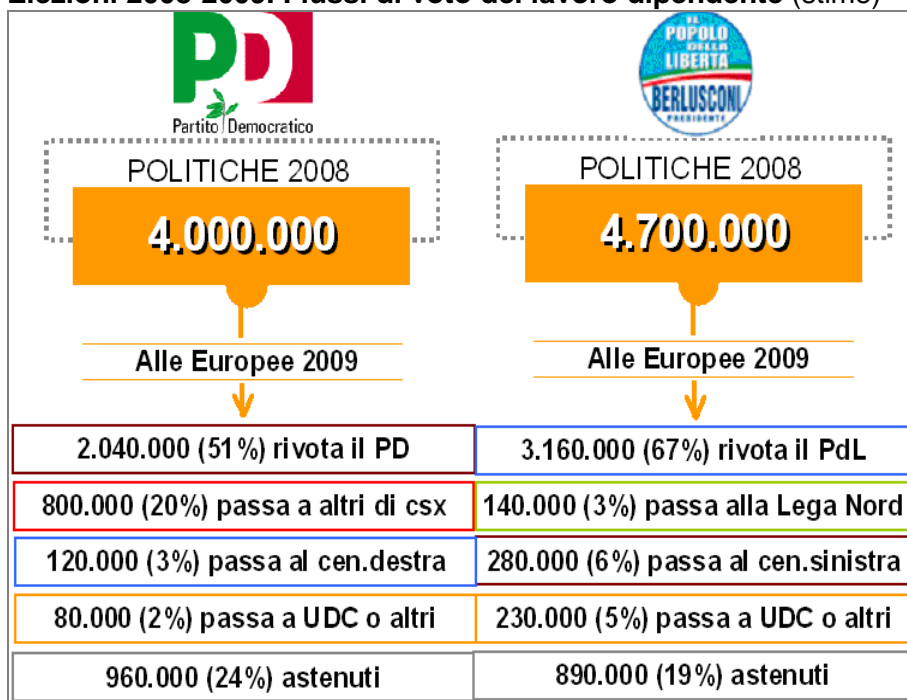 Elezioni 2008-2009. Flussi di voto del lavoro dipendente (stime)
PD
Partito Democratico
POLITICHE 2008
4.000.000
Alle Europee 2009
2.040.000 (51%) rivota il PD
800.000 (20%) passa a altri di csx
120.000 (3%) passa al cen.destra
80.000 (2%) passa a UDC o altri
960.000 (24%) astenuti
IL
POPOLO
DELLA
LIBERTÀ
BERLUSCONI
PRESIDENTE
POLITICHE 2008
4.700.000
Alle Europee 2009
3.160.000 (67%) rivota il PdL
140.000 (3%) passa alla Lega Nord
280.000 (6%) passa al cen.sinistra
230.000 (5%) passa a UDC o altri
890.000 (19%) astenuti